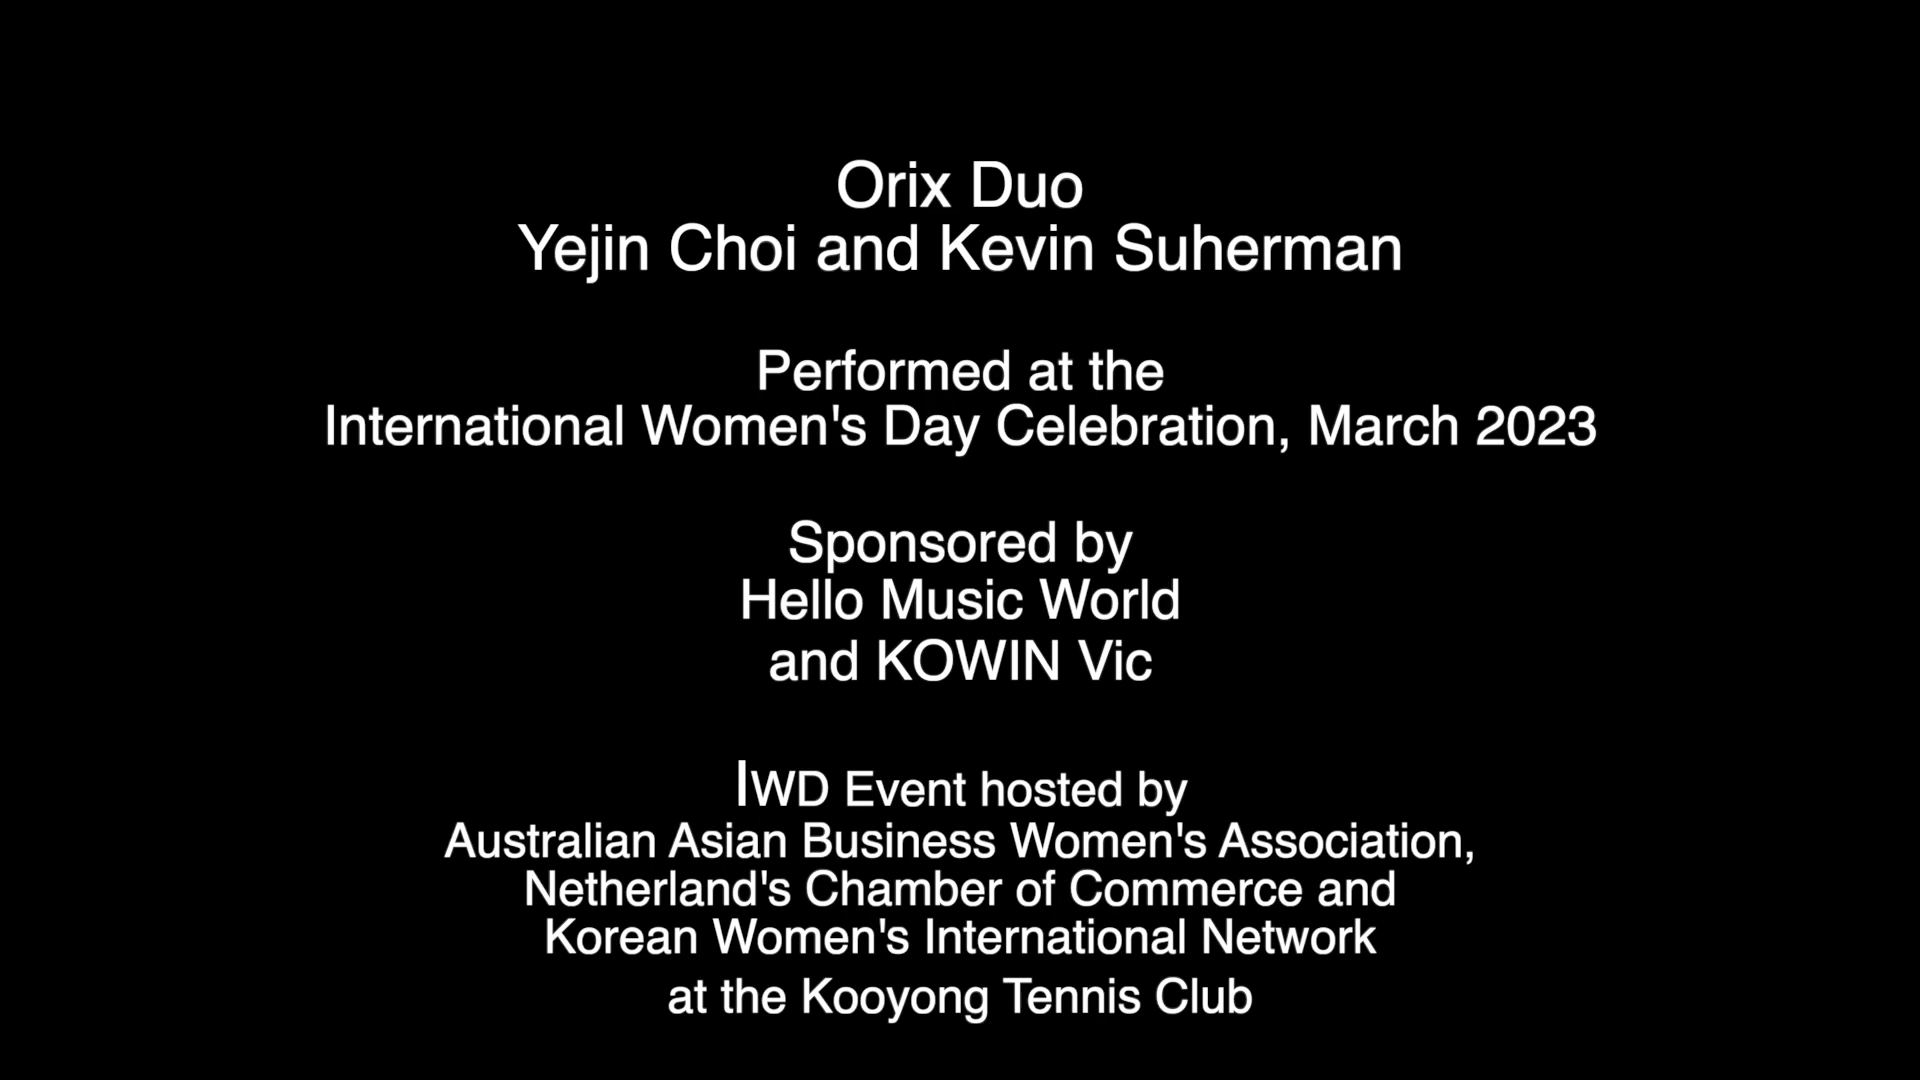 Orix Duo
Yejin Choi and Kevin Suherman
Performed at the
International Women's Day Celebration, March 2023
Sponsored by
Hello Music World
and KOWIN Vic
IWD Event hosted by
Australian Asian Business Women's Association,
Netherland's Chamber of Commerce and
Korean Women's International Network
at the Kooyong Tennis Club